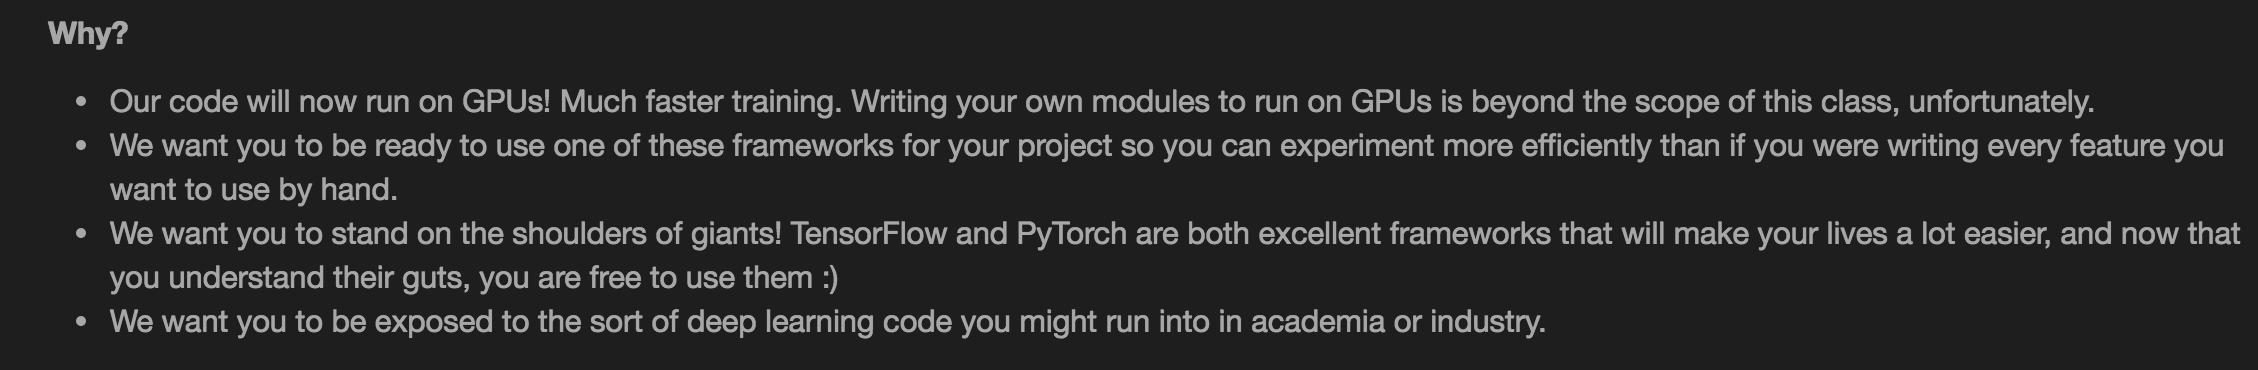 Why?
• Our code will now run on GPUs! Much faster training. Writing your own modules to run on GPUs is beyond the scope of this class, unfortunately.
• We want you to be ready to use one of these frameworks for your project so you can experiment more efficiently than if you were writing every feature you
want to use by hand.
• We want you to stand on the shoulders of giants! TensorFlow and PyTorch are both excellent frameworks that will make your lives a lot easier, and now that
you understand their guts, you are free to use them :)
• We want you to be exposed to the sort of deep learning code you might run into in academia or industry.